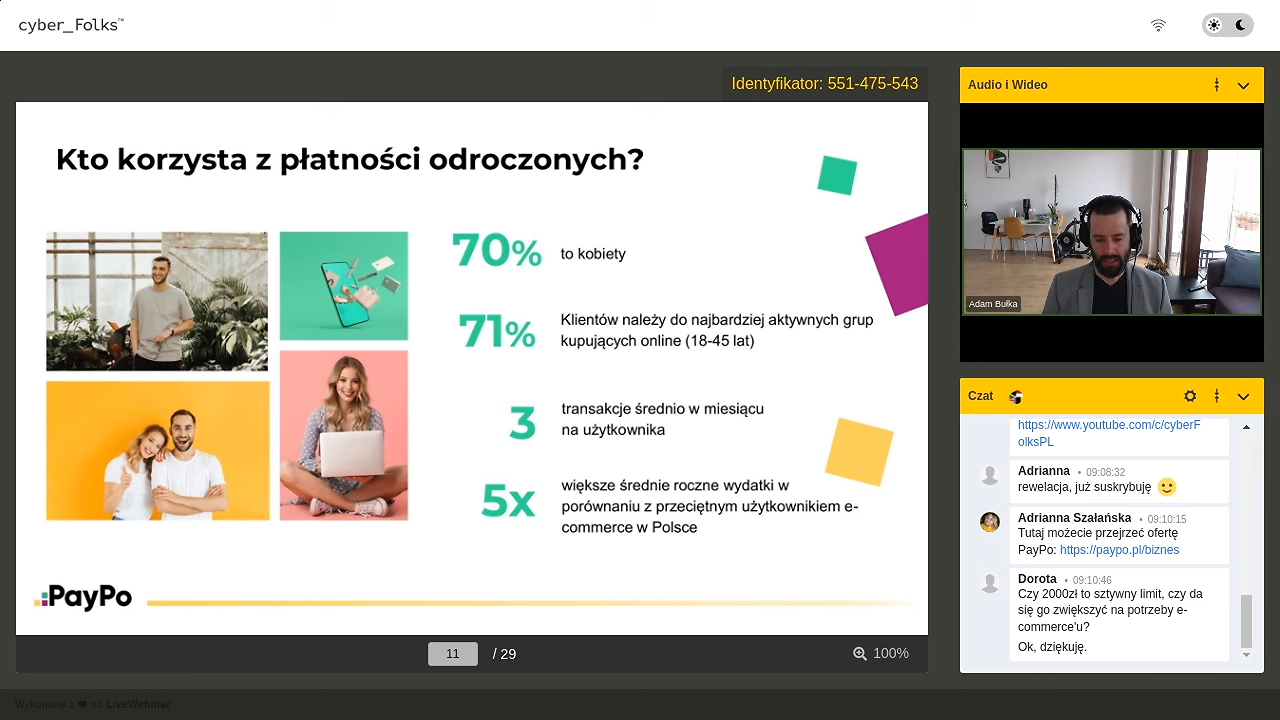 cyber_Folks™
Identyfikator: 551-475-543
Kto korzysta z płatności odroczonych?
70% to kobiety
71% Klientów należy do najbardziej aktywnych grup
kupujących online (18-45 lat)
3 transakcje średnio w miesiącu
na użytkownika
5x większe średnie roczne wydatki w
porównaniu z przeciętnym użytkownikiem e-
commerce w Polsce
PayPo
11 / 29
100%
Audio i Wideo
Adam Bułka
Czat
https://www.youtube.com/c/cyberF
olksPL
Adrianna • 09:08:32
rewelacja, już suskrybuję
Adrianna Szałańska • 09:10:15
Tutaj możecie przejrzeć ofertę
PayPo: https://paypo.pl/biznes
Dorota • 09:10:46
Czy 2000zł to sztywny limit, czy da
się go zwiększyć na potrzeby e-
commerce'u?
Ok, dziękuję.
Wykonane z ❤ od LiveWebinar